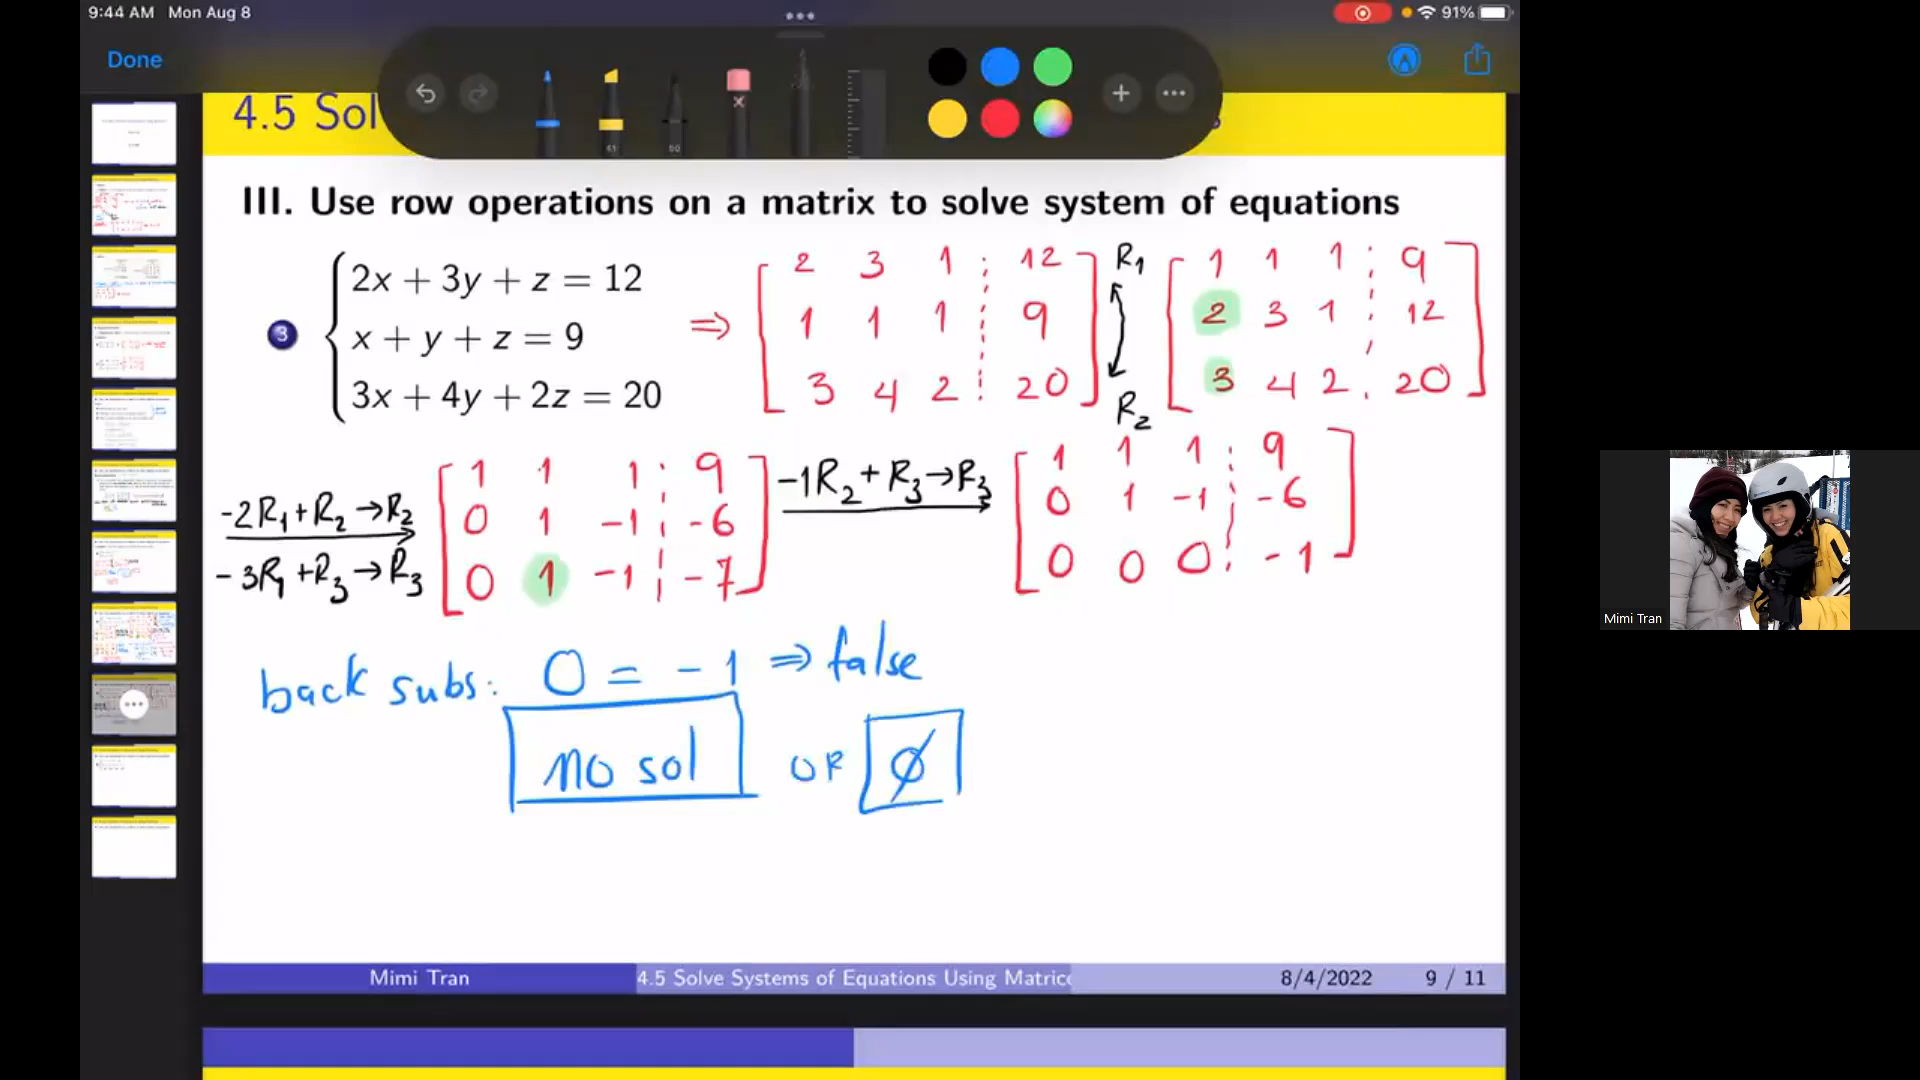 9:44 AM Mon Aug 8
91%
Done
4.5 Sol
III. Use row operations on a matrix to solve system of equations
3
2x + 3y + z = 12
x + y + z = 9
3x + 4y + 2z = 20
⇒
2 3 1 12
1 1 1 9
3 4 2 20
R1
R2
1 1 1 9
2 3 1 12
3 4 2 20
-2R1 + R2 → R2
-3R1 + R3 → R3
1 1 1 9
0 1 -1 -6
0 1 -1 -7
-1R2 + R3 → R3
1 1 1 9
0 1 -1 -6
0 0 0 -1
back subs: 0 = -1 ⇒ false
no sol OR ∅
Mimi Tran
4.5 Solve Systems of Equations Using Matric
8/4/2022
9 / 11
Mimi Tran